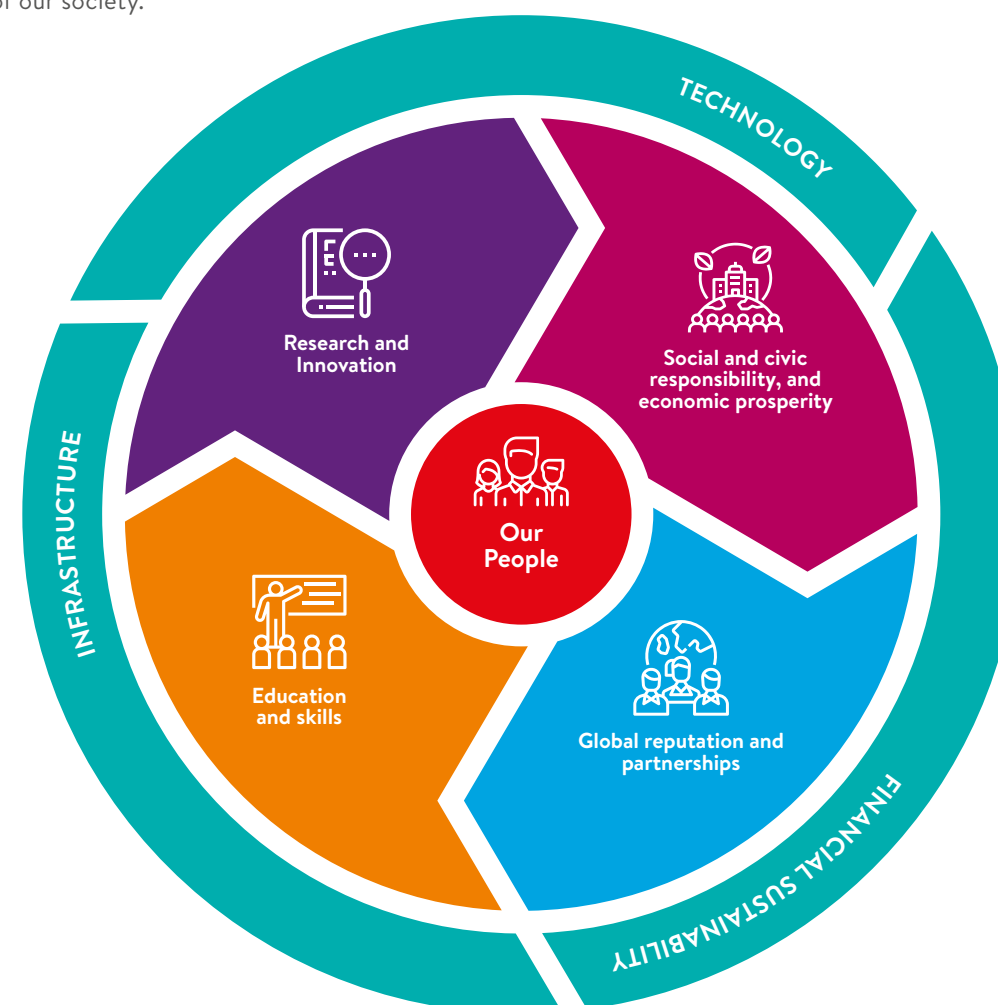 of our society.
TECHNOLOGY
Research and
Innovation
Social and civic
responsibility, and
economic prosperity
INFRASTRUCTURE
Our
People
Education
and skills
Global reputation and
partnerships
FINANCIAL SUSTAINABILITY